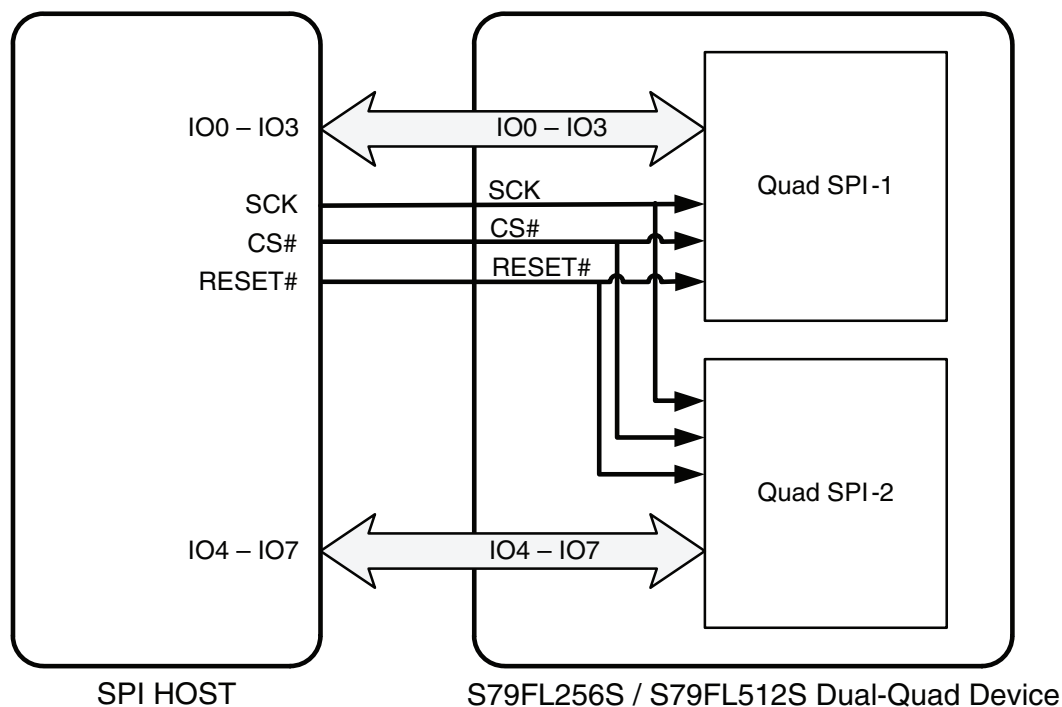 IO0 – IO3
IO0 – IO3
Quad SPI-1
SCK
SCK
CS#
CS#
RESET#
RESET#
Quad SPI-2
IO4 – IO7
IO4 – IO7
SPI HOST
S79FL256S / S79FL512S Dual-Quad Device